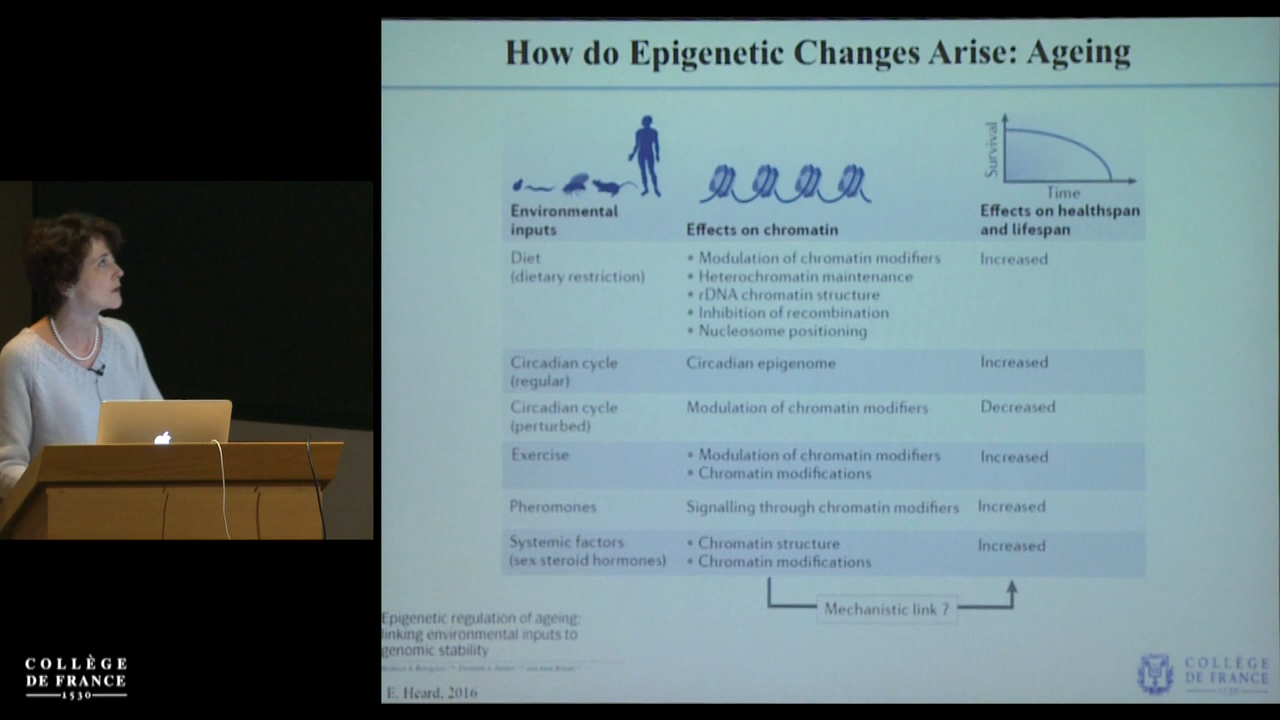 How do Epigenetic Changes Arise: Ageing
Survival
Time
Environmental
inputs
Effects on chromatin
Effects on healthspan
and lifespan
Diet
(dietary restriction)
• Modulation of chromatin modifiers
• Heterochromatin maintenance
• rDNA chromatin structure
• Inhibition of recombination
• Nucleosome positioning
Increased
Circadian cycle
(regular)
Circadian epigenome
Increased
Circadian cycle
(perturbed)
Modulation of chromatin modifiers
Decreased
Exercise
• Modulation of chromatin modifiers
• Chromatin modifications
Increased
Pheromones
Signalling through chromatin modifiers
Increased
Systemic factors
(sex steroid hormones)
• Chromatin structure
• Chromatin modifications
Increased
Mechanistic link ?
Epigenetic regulation of ageing:
linking environmental inputs to
genomic stability
E. Heard, 2016
COLLÈGE
DE FRANCE
1530
COLLÈGE
DE FRANCE
1530